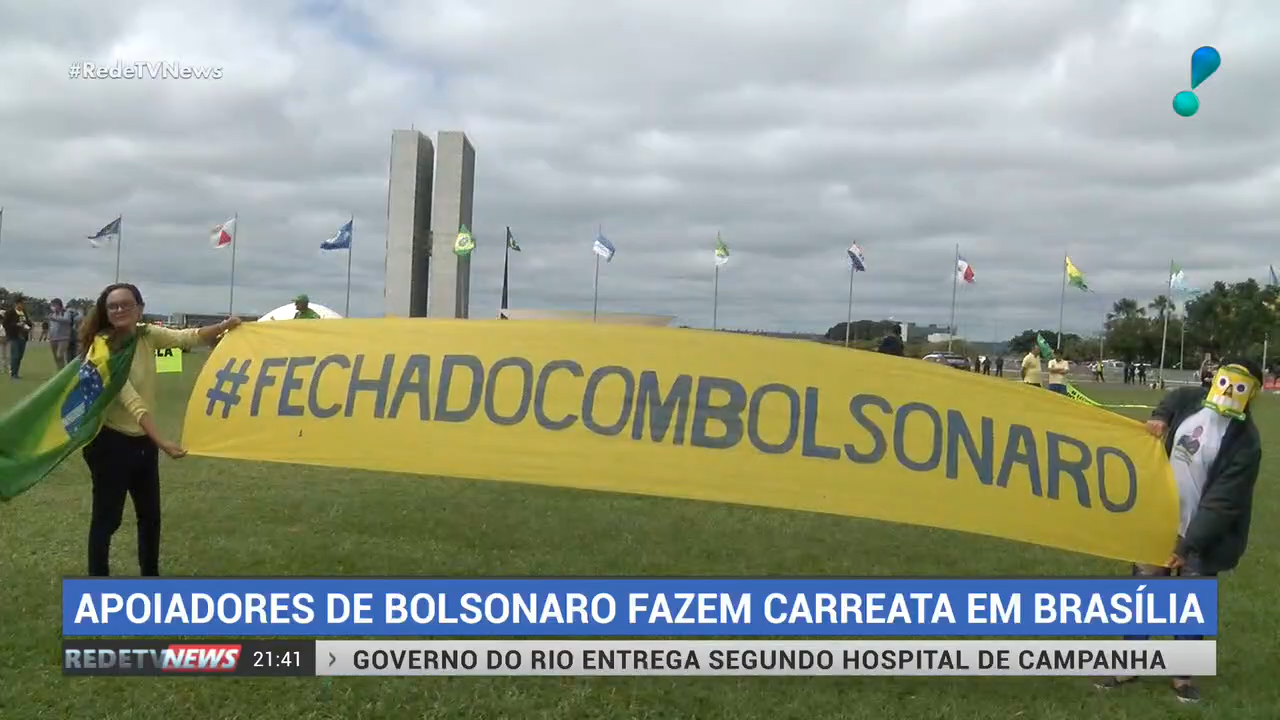 #RedeTVNews
ELA
#FECHADOCOMBOLSONARO
APOIADORES DE BOLSONARO FAZEM CARREATA EM BRASÍLIA
REDETV NEWS 21:41 › GOVERNO DO RIO ENTREGA SEGUNDO HOSPITAL DE CAMPANHA